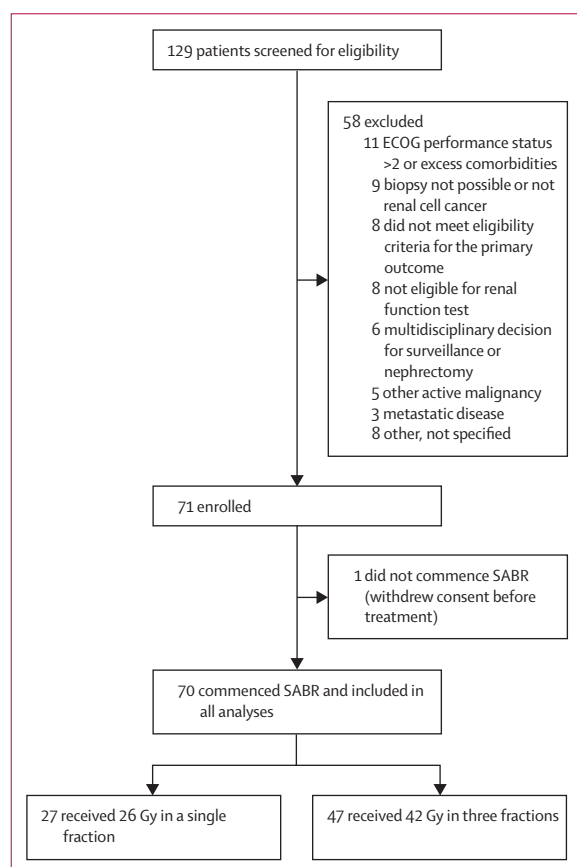 129 patients screened for eligibility
58 excluded
11 ECOG performance status
>2 or excess comorbidities
9 biopsy not possible or not
renal cell cancer
8 did not meet eligibility
criteria for the primary
outcome
8 not eligible for renal
function test
6 multidisciplinary decision
for surveillance or
nephrectomy
5 other active malignancy
3 metastatic disease
8 other, not specified
71 enrolled
1 did not commence SABR
(withdrew consent before
treatment)
70 commenced SABR and included in
all analyses
27 received 26 Gy in a single
fraction
47 received 42 Gy in three fractions